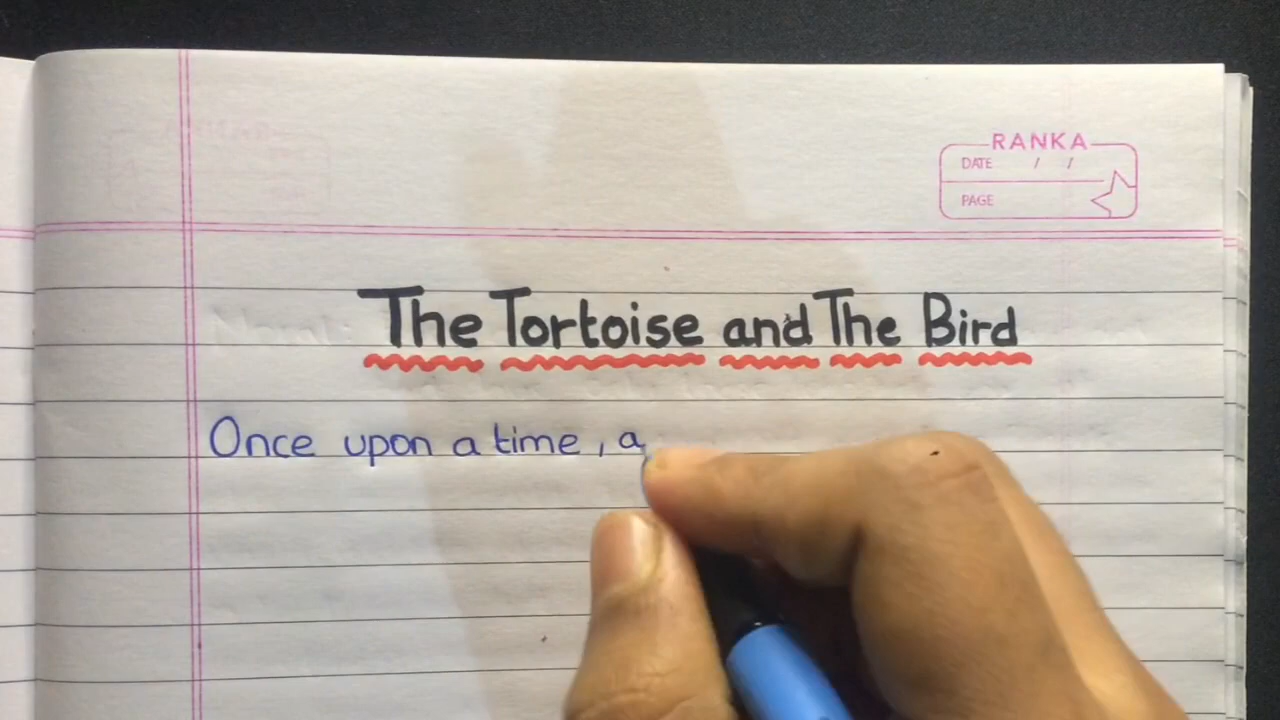 RANKA
DATE / /
PAGE
The Tortoise and The Bird
Once upon a time, a